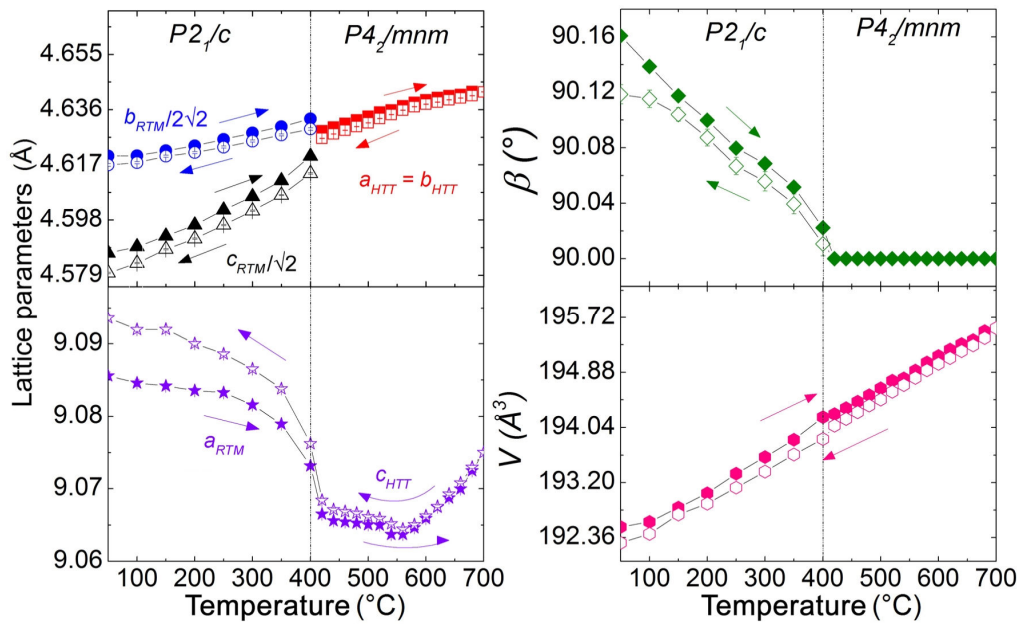 P2₁/c P4₂/mnm
4.655
4.636
4.617
4.598
4.579
b_RTM/2√2
a_HTT = b_HTT
c_RTM/√2
Lattice parameters (Å)
9.09
9.08
9.07
9.06
a_RTM
c_HTT
100 200 300 400 500 600 700
Temperature (°C)
P2₁/c P4₂/mnm
90.16
90.12
90.08
90.04
90.00
β (°)
195.72
194.88
194.04
193.20
192.36
V (Å³)
100 200 300 400 500 600 700
Temperature (°C)